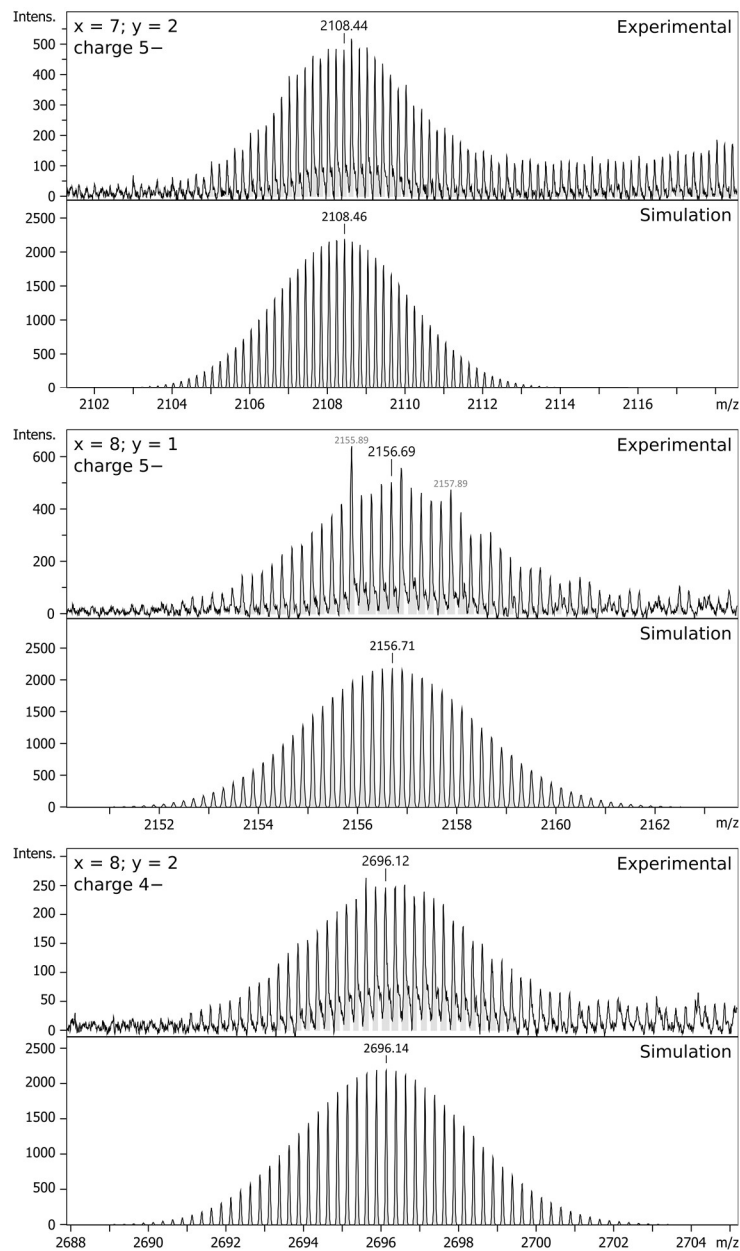 Intens.
x = 7; y = 2
charge 5−
2108.44
Experimental
500
400
300
200
100
0
2108.46
Simulation
2500
2000
1500
1000
500
0
2102 2104 2106 2108 2110 2112 2114 2116 m/z
Intens.
x = 8; y = 1
charge 5−
2155.89
2156.69
2157.89
Experimental
600
400
200
0
2156.71
Simulation
2500
2000
1500
1000
500
0
2152 2154 2156 2158 2160 2162 m/z
Intens.
x = 8; y = 2
charge 4−
2696.12
Experimental
250
200
150
100
50
0
2696.14
Simulation
2500
2000
1500
1000
500
0
2688 2690 2692 2694 2696 2698 2700 2702 2704 m/z